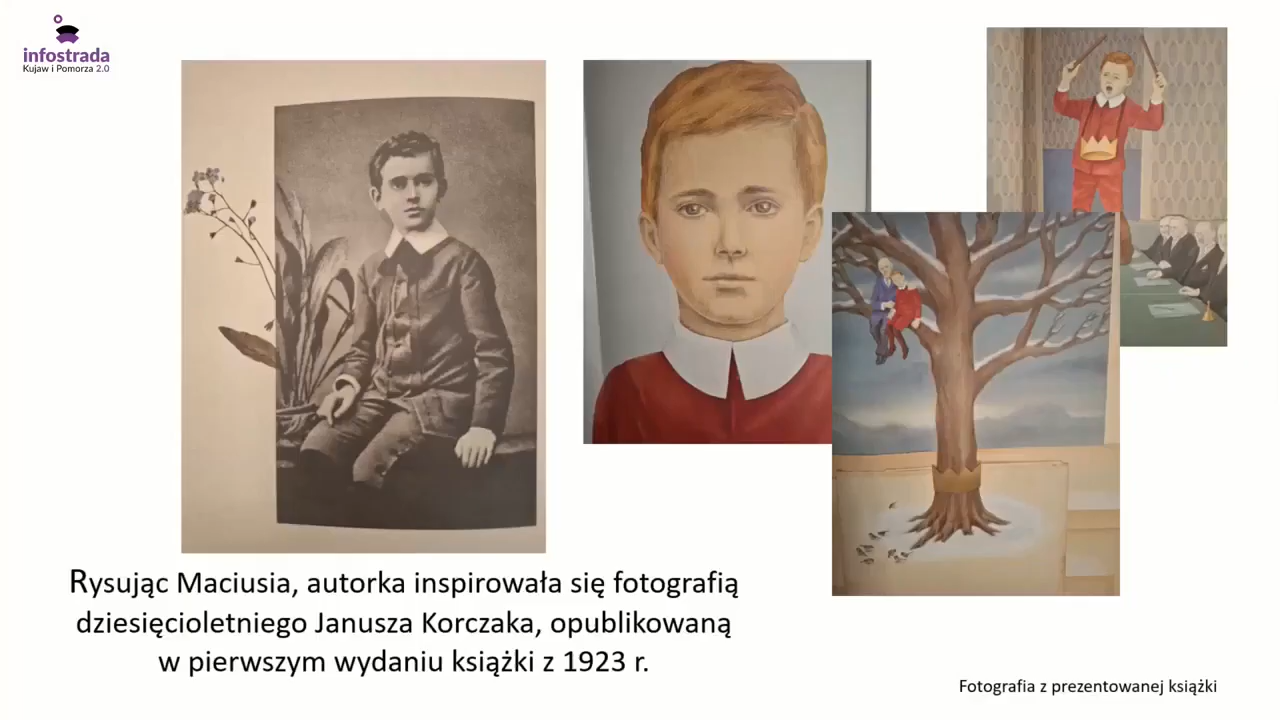 infostrada
Kujaw i Pomorza 2.0
Rysując Maciusia, autorka inspirowała się fotografią
dziesięcioletniego Janusza Korczaka, opublikowaną
w pierwszym wydaniu książki z 1923 r.
Fotografia z prezentowanej książki